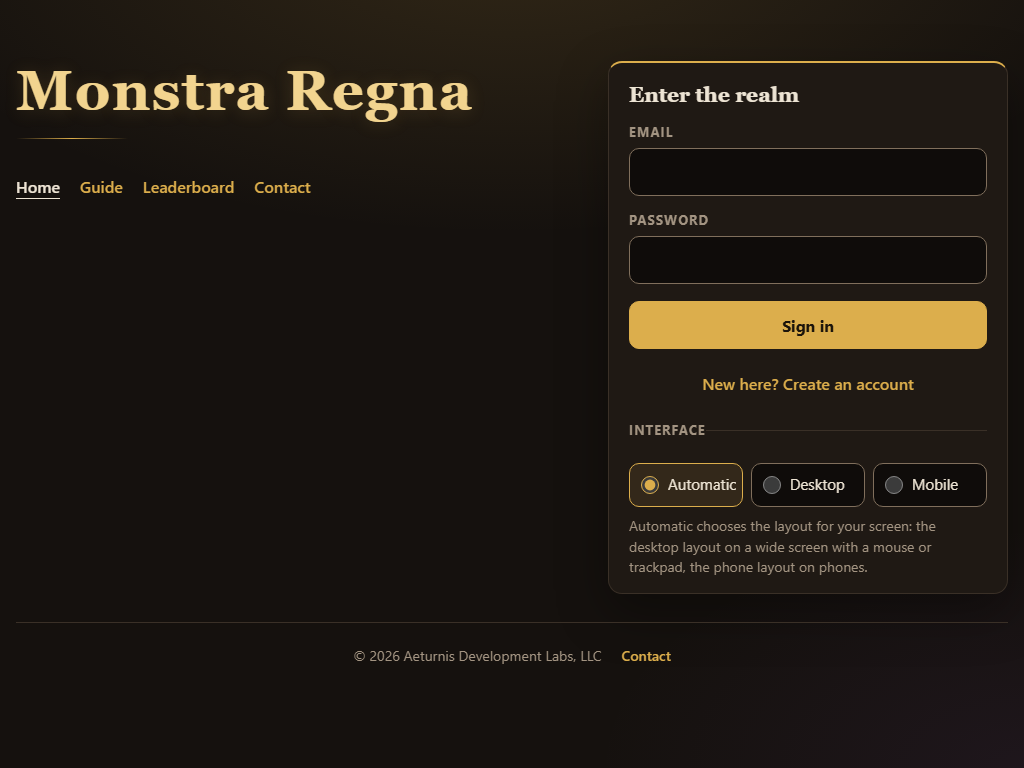 Monstra Regna
Home Guide Leaderboard Contact
Enter the realm
EMAIL
PASSWORD
Sign in
New here? Create an account
INTERFACE
Automatic Desktop Mobile
Automatic chooses the layout for your screen: the
desktop layout on a wide screen with a mouse or
trackpad, the phone layout on phones.
© 2026 Aeturnis Development Labs, LLC Contact